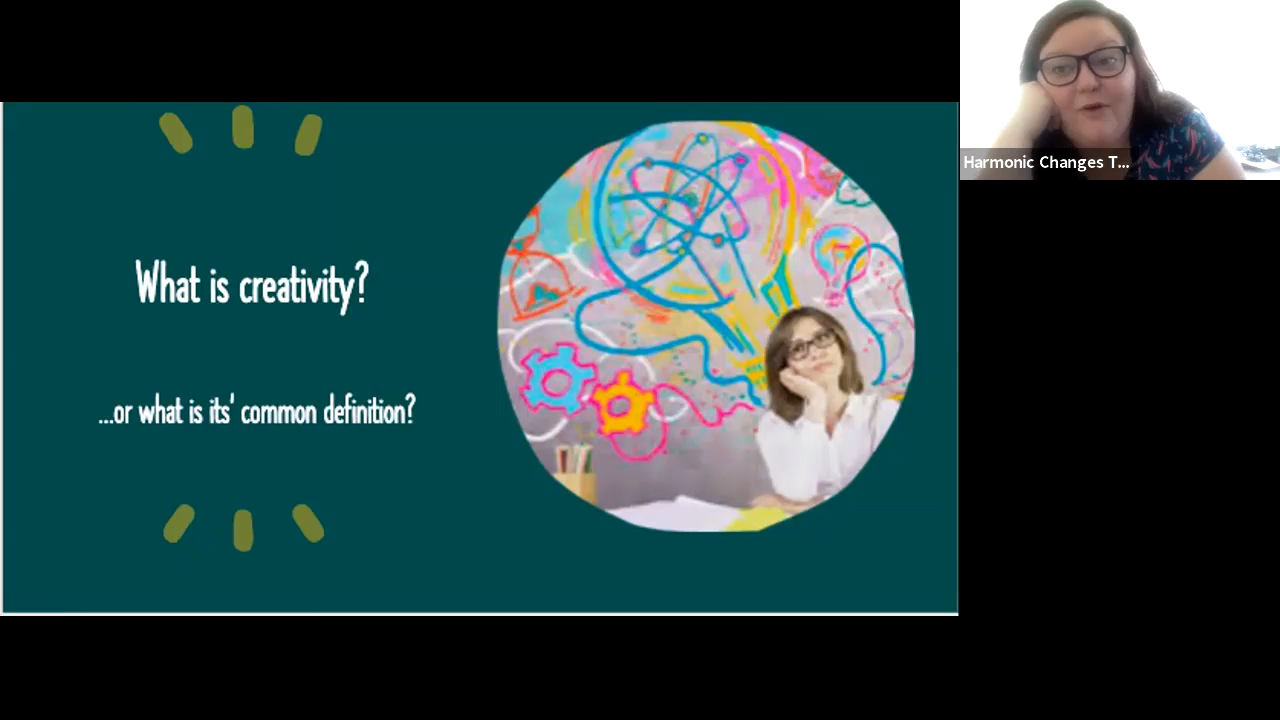 What is creativity?
...or what is its' common definition?
Harmonic Changes T...